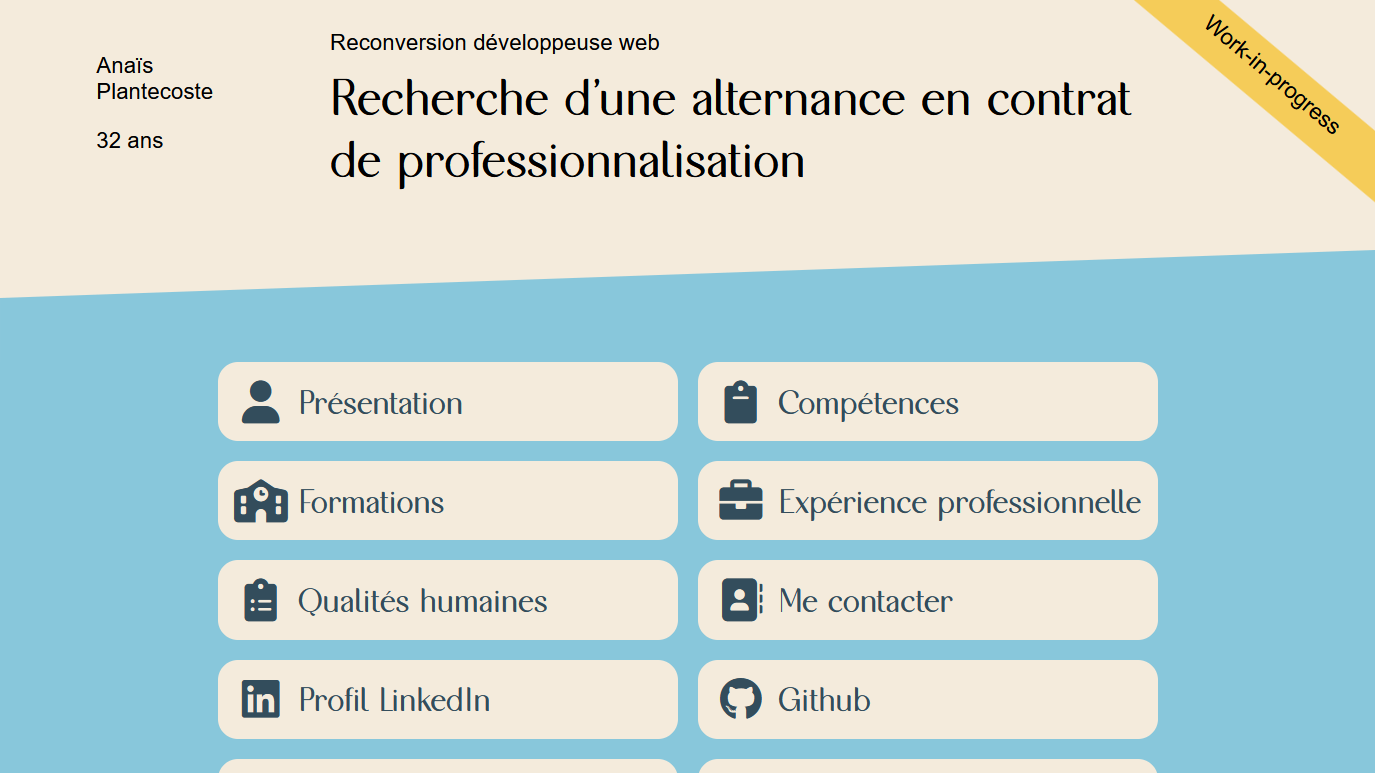 Anaïs
Plantecoste
32 ans
Reconversion développeuse web
Recherche d'une alternance en contrat
de professionnalisation
Work-in-progress
Présentation
Compétences
Formations
Expérience professionnelle
Qualités humaines
Me contacter
in
Profil LinkedIn
Github